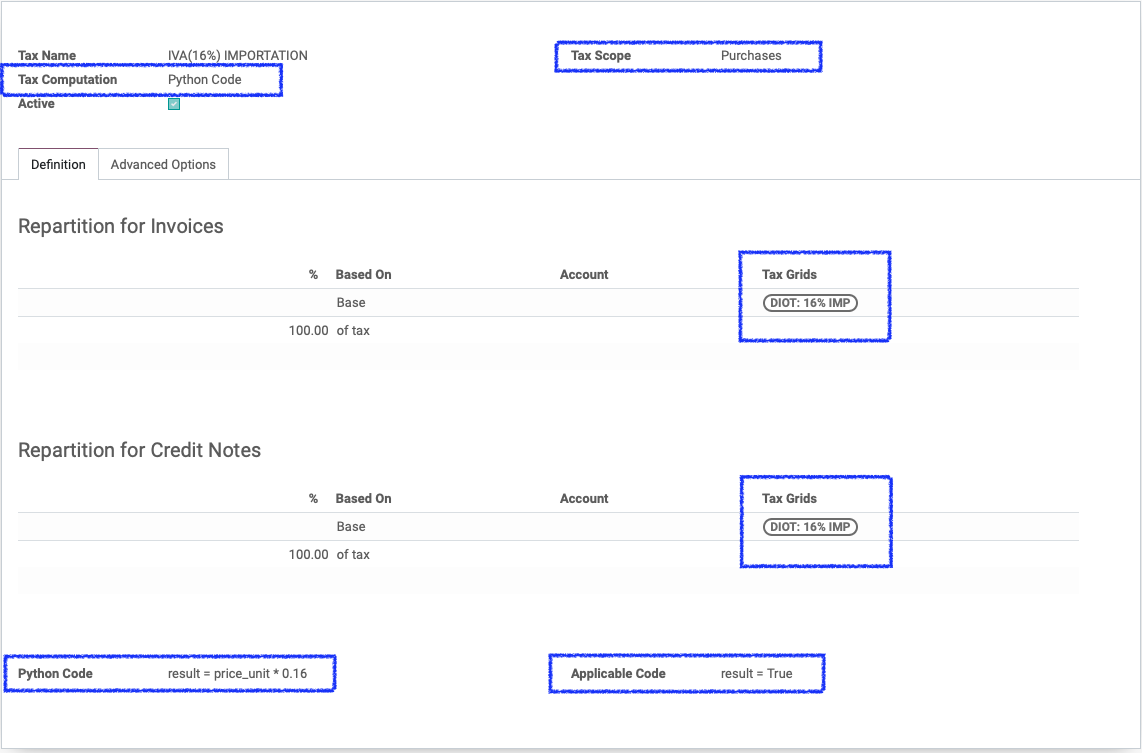 Tax Name IVA(16%) IMPORTATION Tax Scope Purchases
Tax Computation Python Code
Active
Definition Advanced Options
Repartition for Invoices
% Based On Account Tax Grids
Base DIOT: 16% IMP
100.00 of tax
Repartition for Credit Notes
% Based On Account Tax Grids
Base DIOT: 16% IMP
100.00 of tax
Python Code result = price_unit * 0.16 Applicable Code result = True